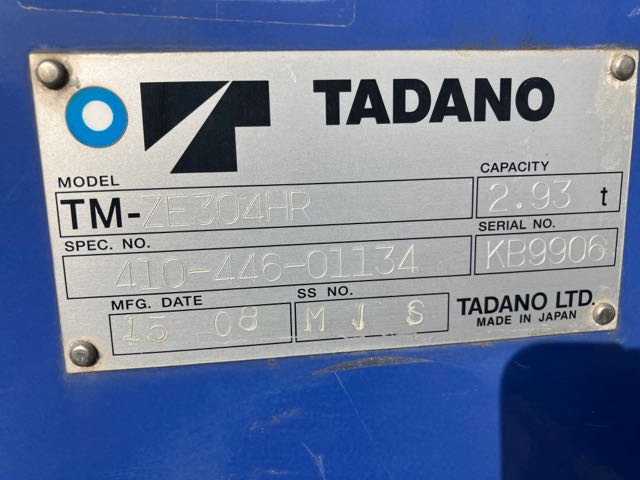 TADANO
MODEL
CAPACITY
TM-ZE304HR
2.93 t
SPEC. NO.
SERIAL NO.
410-446-01134
KB9906
MFG. DATE
SS NO.
15 08
M J S
TADANO LTD.
MADE IN JAPAN